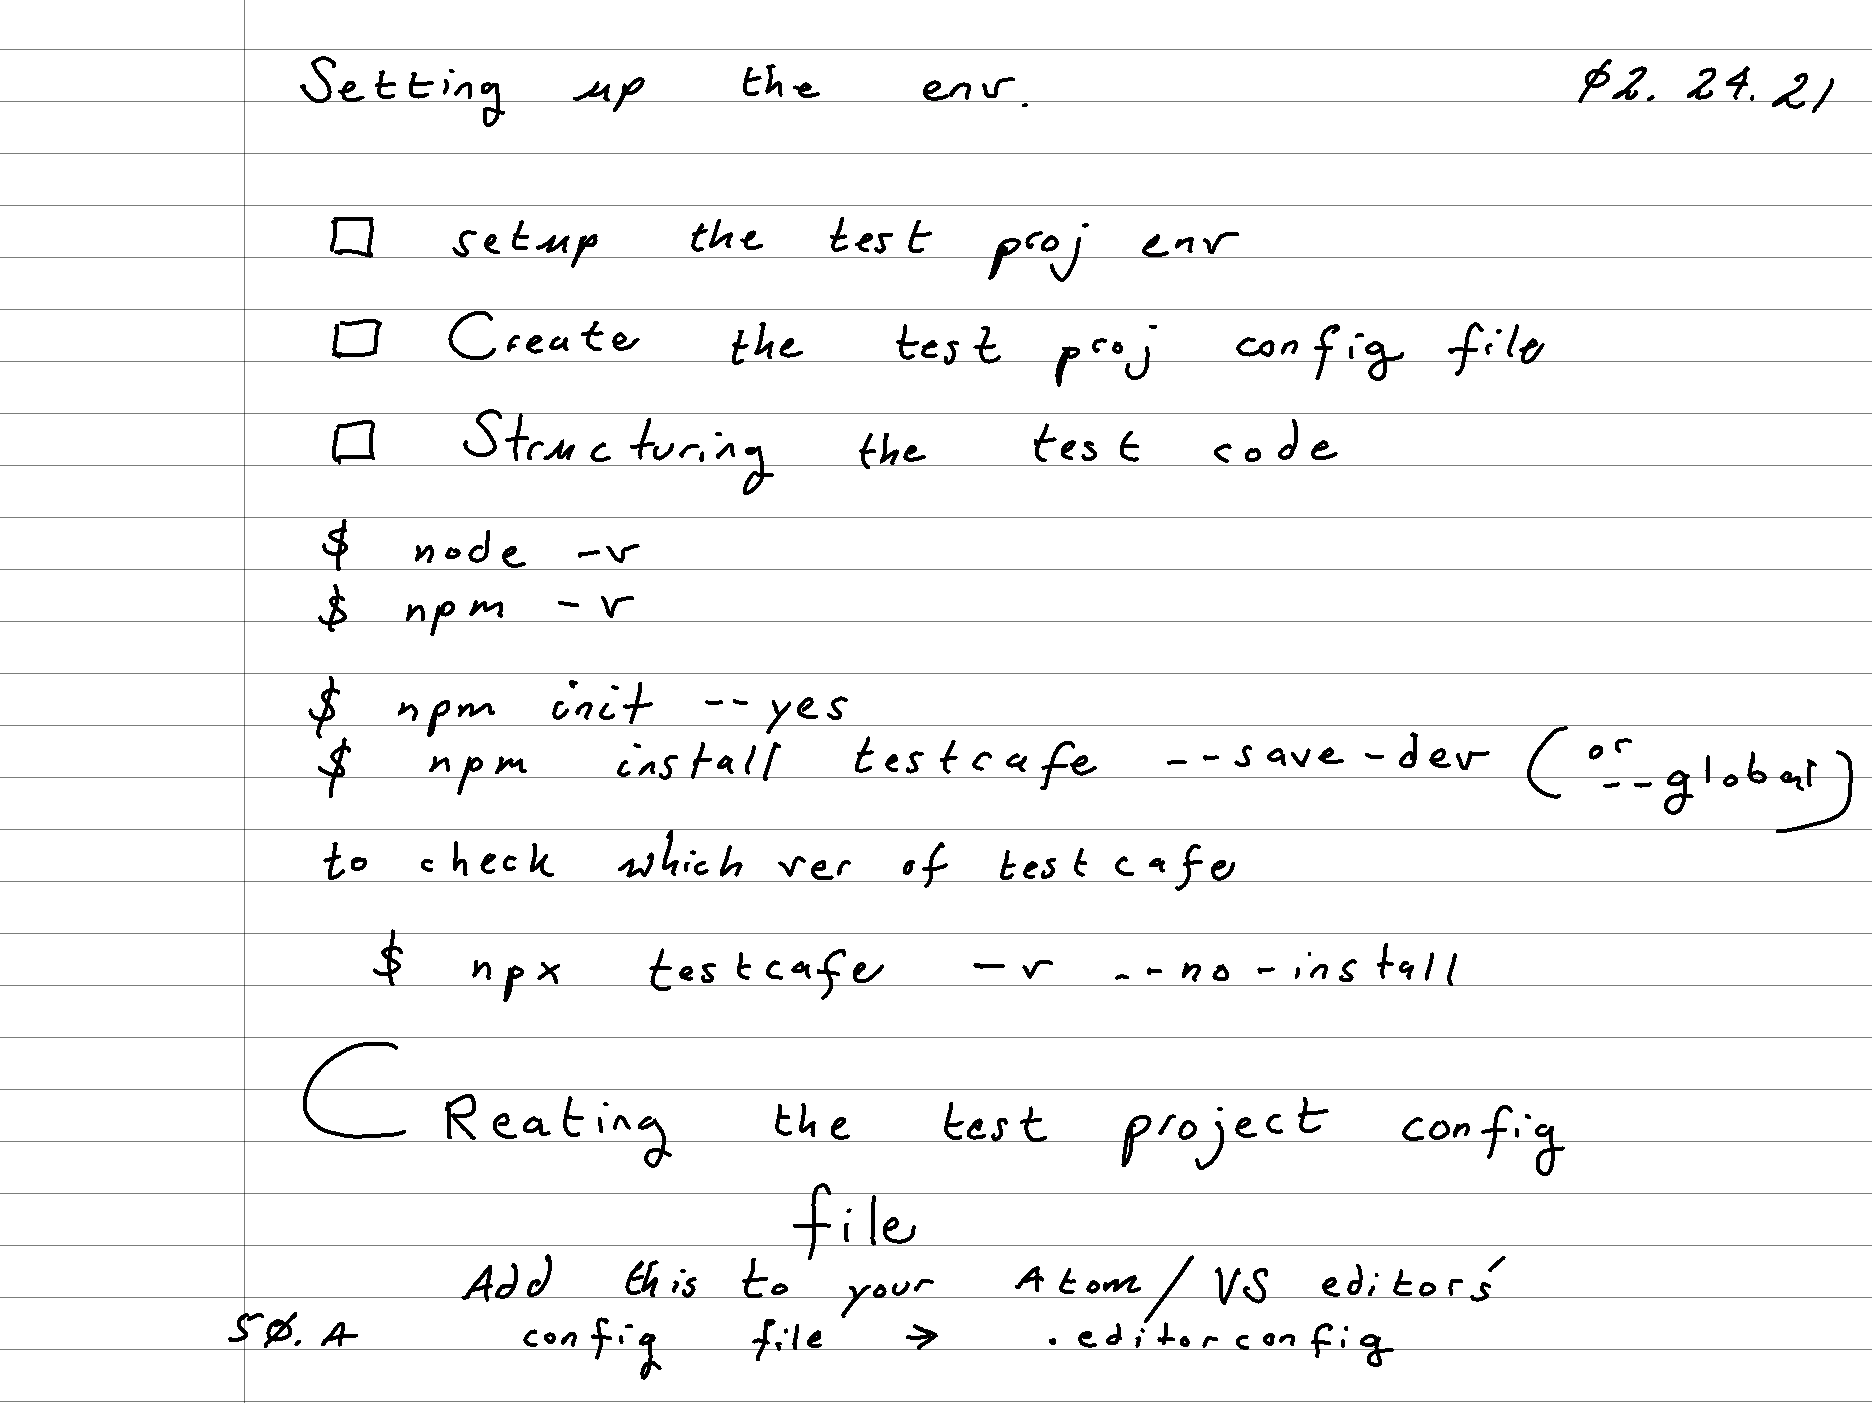 Setting up the env. 02.24.21
□ setup the test proj env
□ Create the test proj config file
□ Structuring the test code
$ node -v
$ npm -v
$ npm init --yes
$ npm install testcafe --save-dev (or --global)
to check which ver of testcafe
$ npx testcafe -v --no-install
CReating the test project config
file
Add this to your Atom/VS editors'
50.A config file → .editorconfig